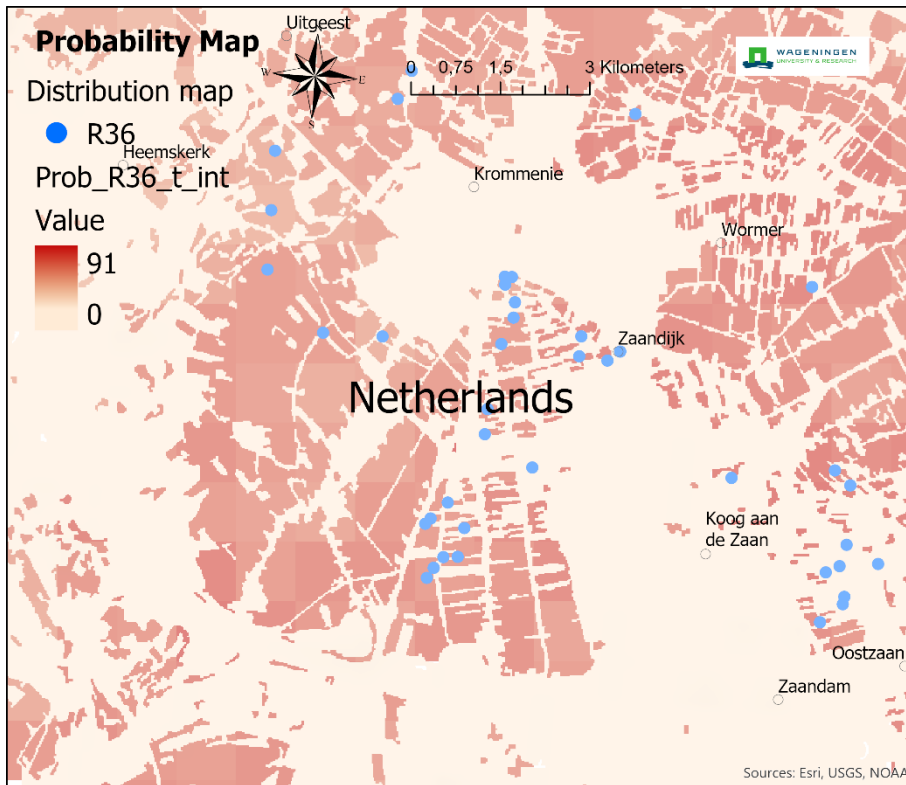 Probability Map
Distribution map
R36
Prob_R36_t_int
Value
91
0
Uitgeest
N
W
E
S
0 0,75 1,5 3 Kilometers
WAGENINGEN
UNIVERSITY & RESEARCH
Heemskerk
Krommenie
Wormer
Zaandijk
Netherlands
Koog aan
de Zaan
Oostzaan
Zaandam
Sources: Esri, USGS, NOAA